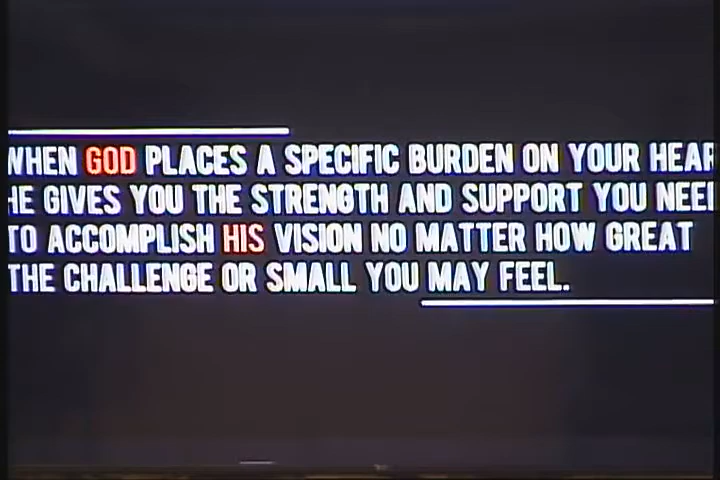 WHEN GOD PLACES A SPECIFIC BURDEN ON YOUR HEAR
HE GIVES YOU THE STRENGTH AND SUPPORT YOU NEE
TO ACCOMPLISH HIS VISION NO MATTER HOW GREAT
THE CHALLENGE OR SMALL YOU MAY FEEL.